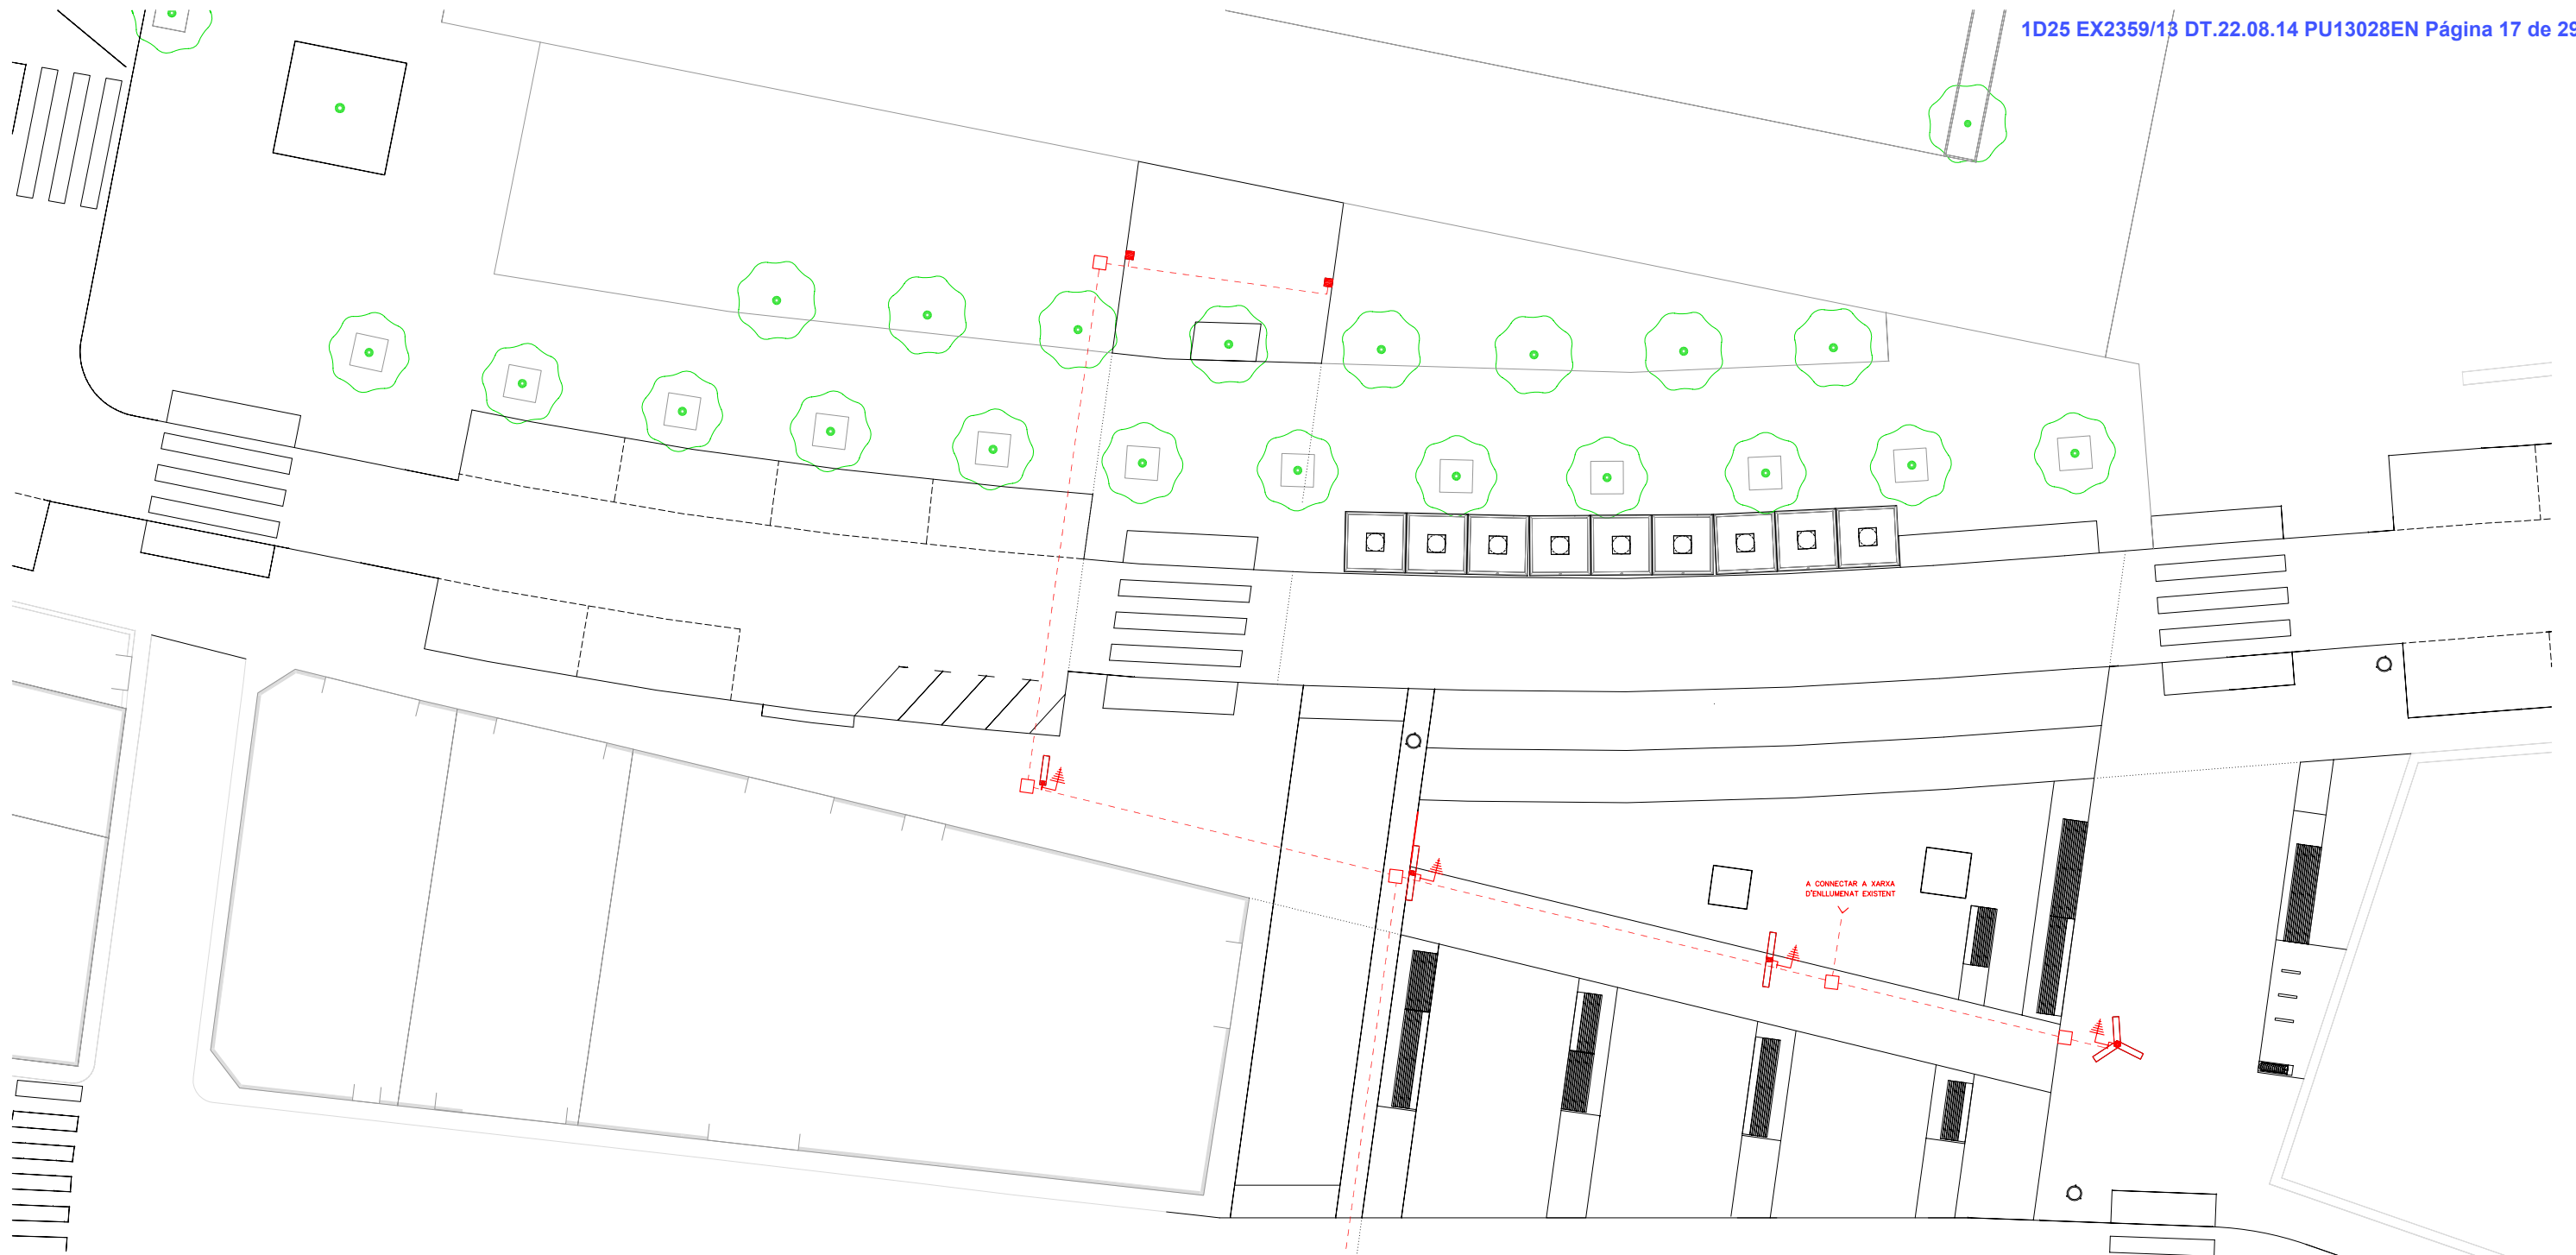 1D25 EX2359/13 DT.22.08.14 PU13028EN Página 17 de 29
A CONNECTAR A XARXA
D'ENLLUMENAT EXISTENT